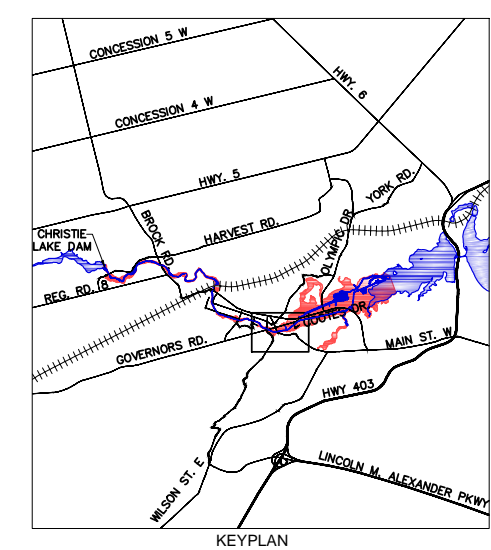 CONCESSION 5 W
HWY. 6
CONCESSION 4 W
HWY. 5
YORK RD.
BROCK RD.
HARVEST RD.
OLYMPIC DR
CHRISTIE
LAKE DAM
REG. RD. (8
COOTES DR.
GOVERNORS RD.
MAIN ST. W
HWY 403
WILSON ST. E
LINCOLN M. ALEXANDER PKWY
KEYPLAN